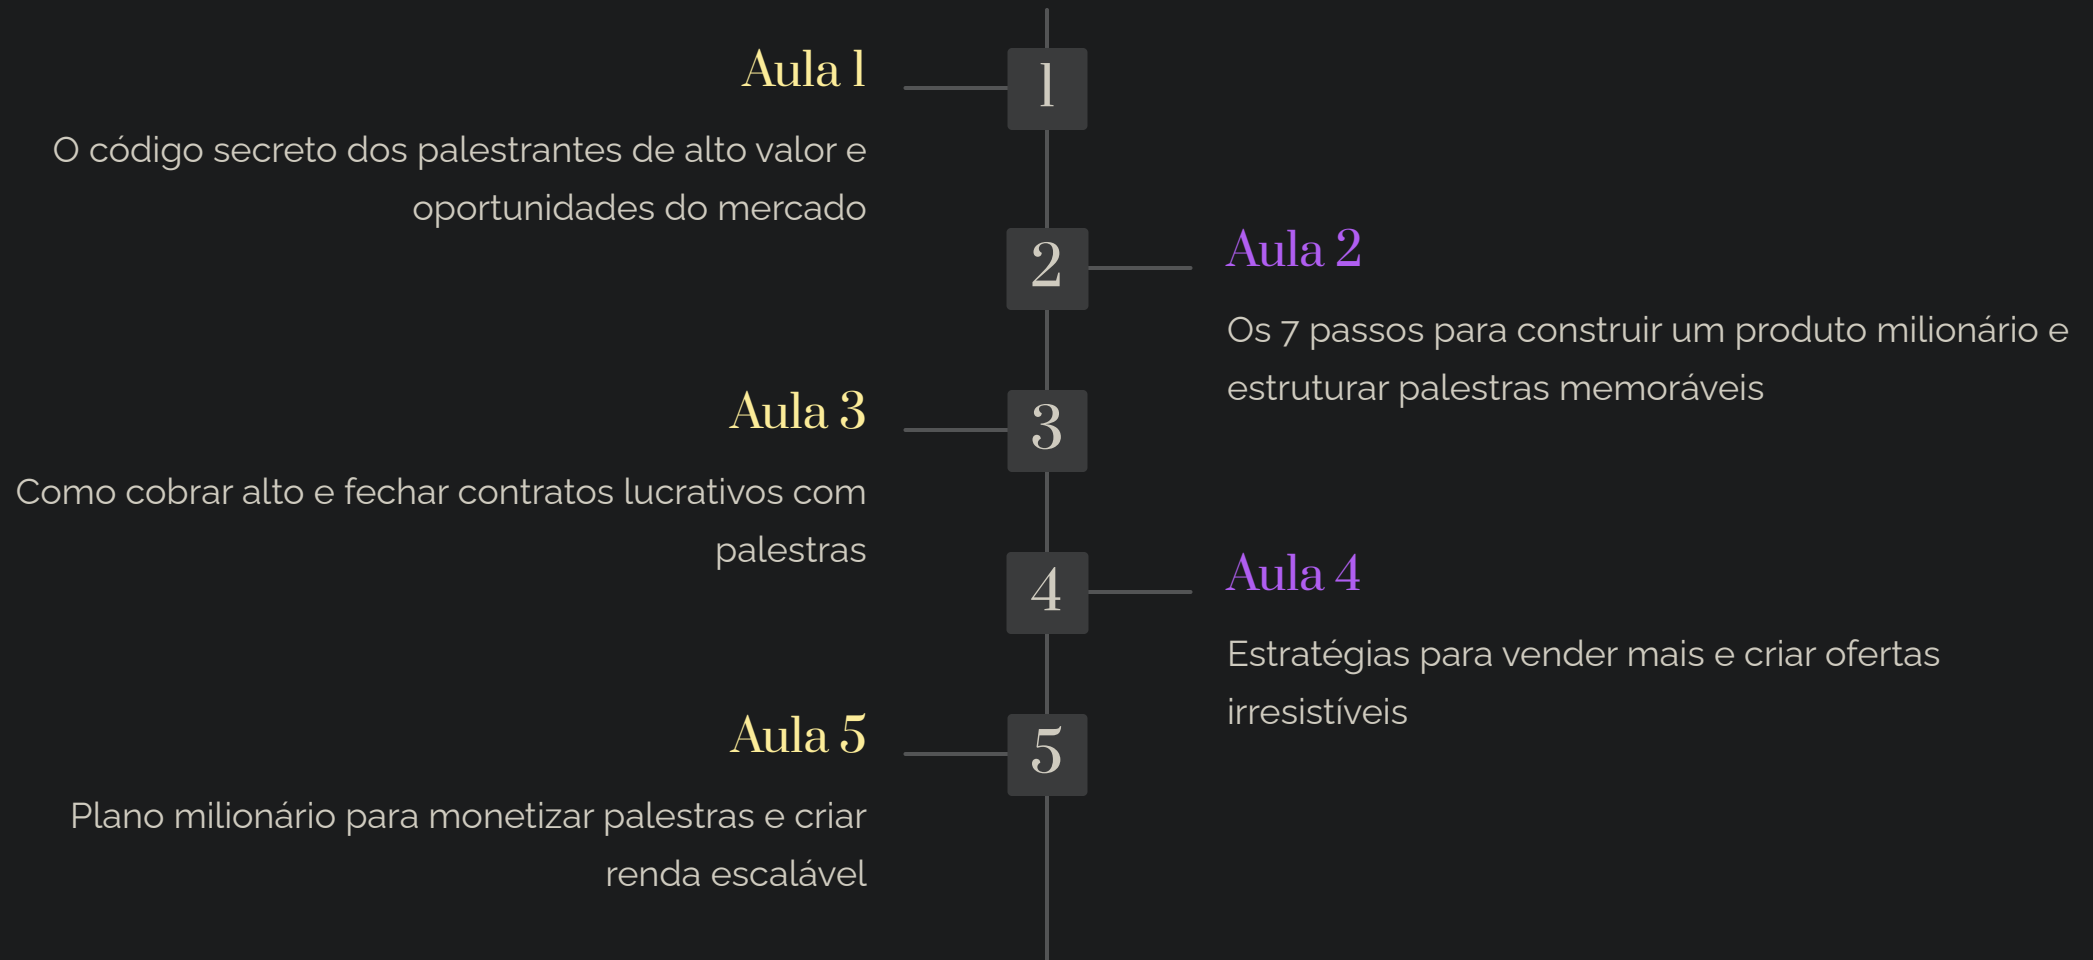 Aula 1
1
O código secreto dos palestrantes de alto valor e
oportunidades do mercado
2
Aula 2
Os 7 passos para construir um produto milionário e
estruturar palestras memoráveis
Aula 3
3
Como cobrar alto e fechar contratos lucrativos com
palestras
4
Aula 4
Estratégias para vender mais e criar ofertas
irresistíveis
Aula 5
5
Plano milionário para monetizar palestras e criar
renda escalável